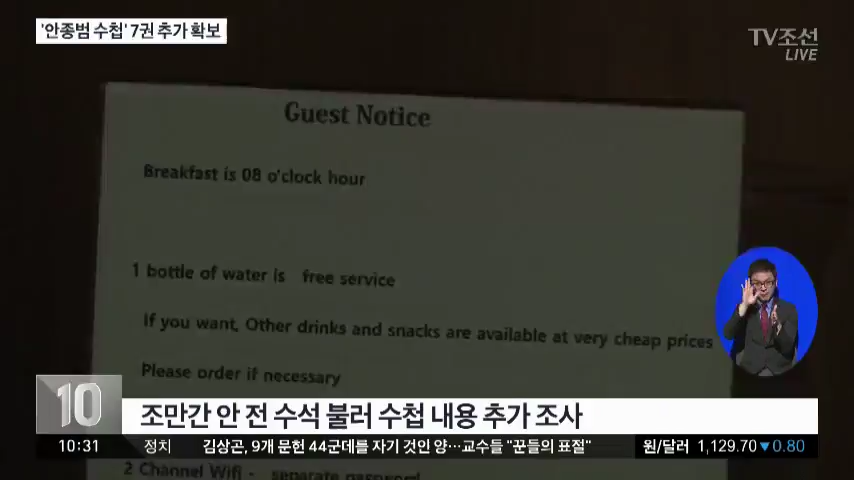 '안종범 수첩' 7권 추가 확보
TV조선
LIVE
Guest Notice
Breakfast is 08 o'clock hour
1 bottle of water is free service
If you want, Other drinks and snacks are available at very cheap prices
Please order if necessary
10
조만간 안 전 수석 불러 수첩 내용 추가 조사
10:31 정치 김상곤, 9개 문헌 44군데를 자기 것인 양…교수들 "꾼들의 표절" 원/달러 1,129.70▼0.80
2 Channel Wifi - separate password